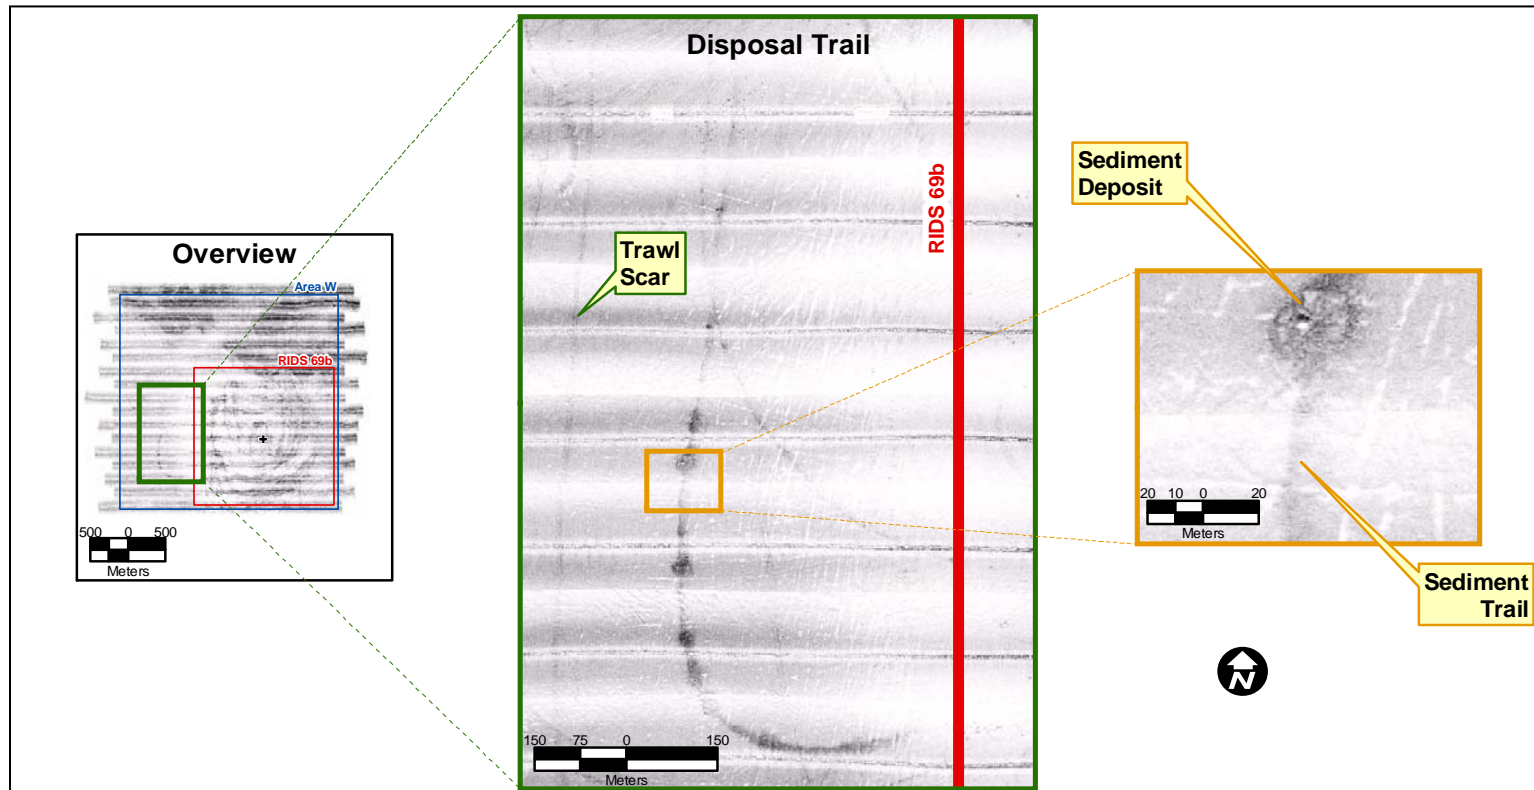 Overview
Area W
RIDS 69b
500 0 500
Meters
Disposal Trail
RIDS 69b
Trawl
Scar
150 75 0 150
Meters
Sediment
Deposit
20 10 0 20
Meters
Sediment
Trail
N